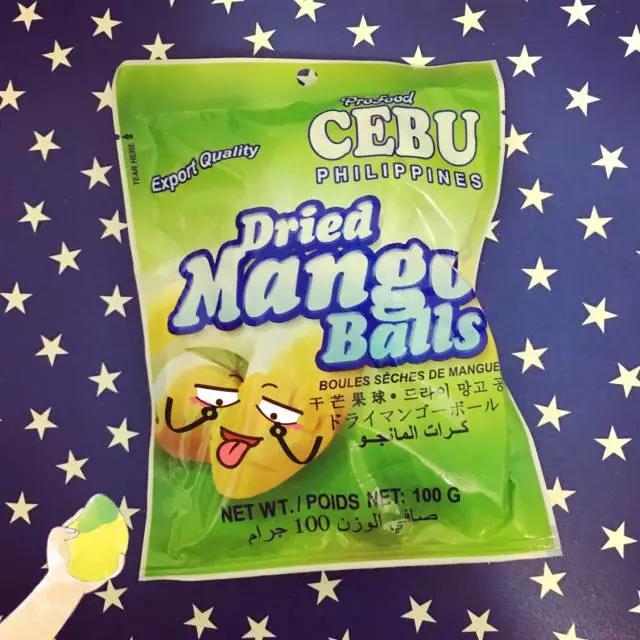 TEAR HERE
Export Quality
Profood
CEBU
PHILIPPINES
Dried
Mango
Balls
BOULES SÈCHES DE MANGUE
干芒果球・드라이 망고 공
ドライマンゴーボール
كرات المانجو
NET WT./POIDS NET: 100 G
صافي الوزن 100 جرام